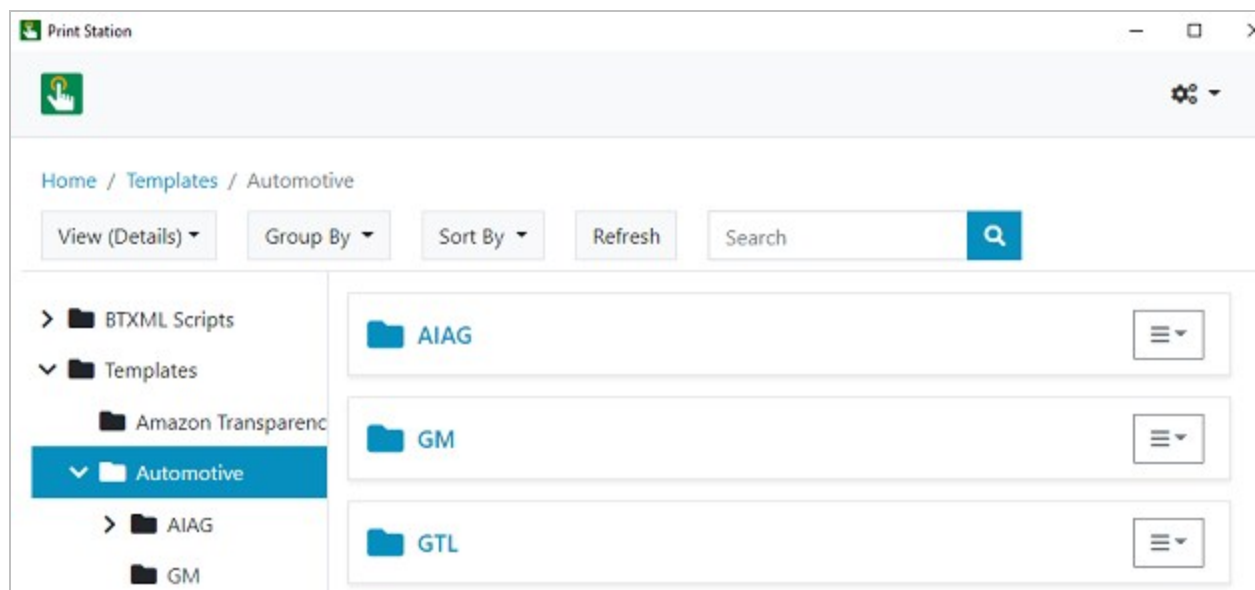 Print Station
Home / Templates / Automotive
View (Details) Group By Sort By Refresh Search
BTXML Scripts
Templates
Amazon Transparenc
Automotive
AIAG
GM
AIAG
GM
GTL